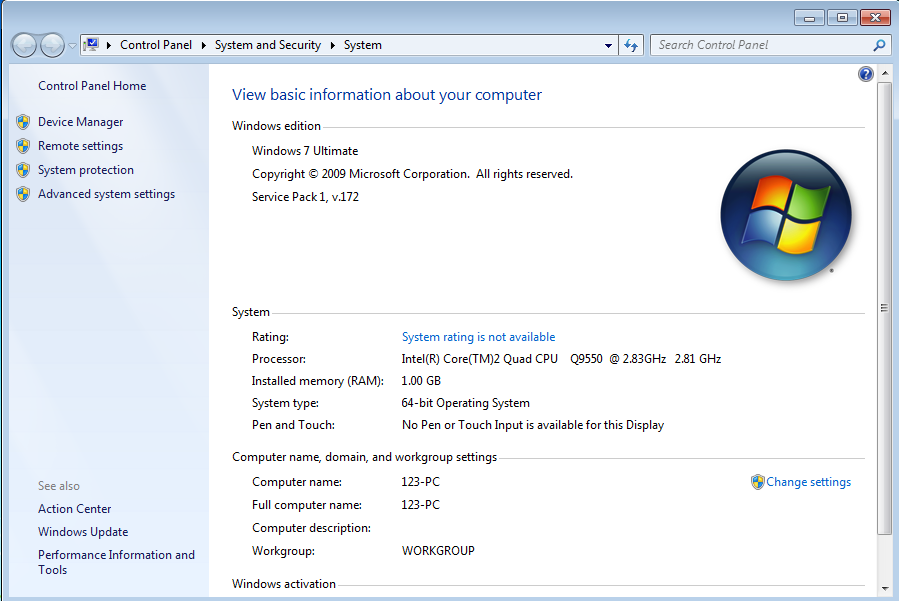 Control Panel
System and Security
System
Search Control Panel
Control Panel Home
Device Manager
Remote settings
System protection
Advanced system settings
See also
Action Center
Windows Update
Performance Information and
Tools
View basic information about your computer
Windows edition
Windows 7 Ultimate
Copyright © 2009 Microsoft Corporation.  All rights reserved.
Service Pack 1, v.172
System
Rating: System rating is not available
Processor: Intel(R) Core(TM)2 Quad CPU    Q9550  @ 2.83GHz   2.81 GHz
Installed memory (RAM): 1.00 GB
System type: 64-bit Operating System
Pen and Touch: No Pen or Touch Input is available for this Display
Computer name, domain, and workgroup settings
Computer name: 123-PC
Change settings
Full computer name: 123-PC
Computer description:
Workgroup: WORKGROUP
Windows activation